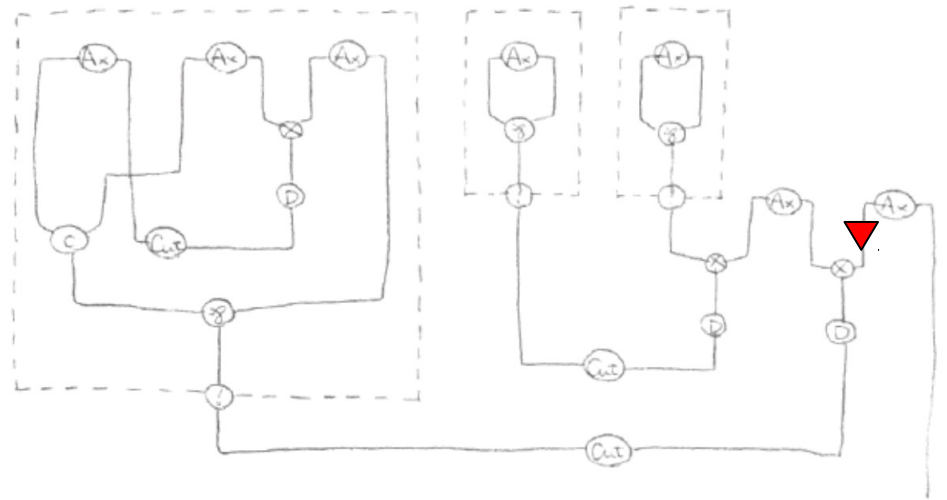 Ax Ax Ax Ax Ax
⊗ ⅋ ⅋
D ! ! Ax Ax
C Cut ⊗ ⊗
⅋ D D
Cut
!
Cut